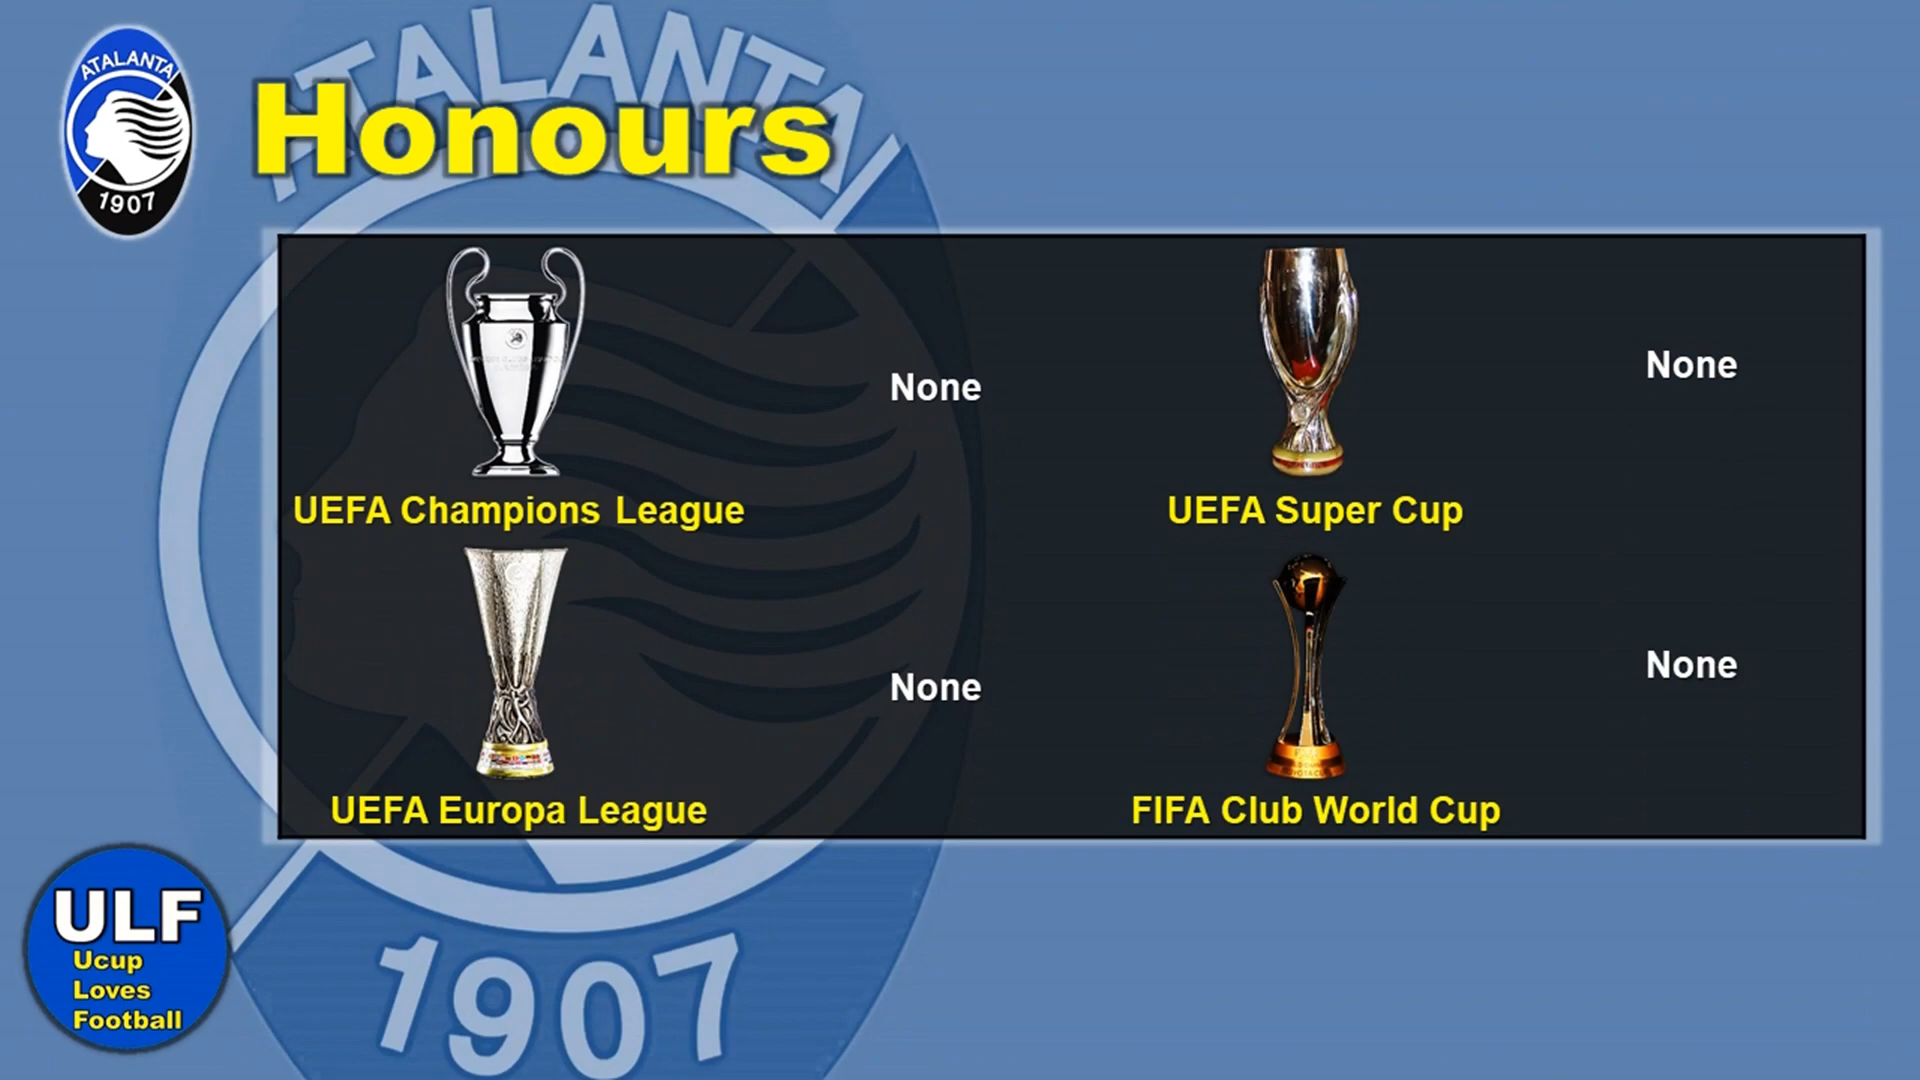 ATALANTA
1907
ATALANTA
Honours
None
None
UEFA Champions League
UEFA Super Cup
None
None
UEFA Europa League
FIFA Club World Cup
ULF
Ucup
Loves
Football
1907